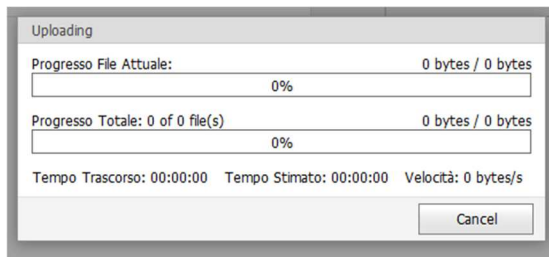 Uploading
Progresso File Attuale: 0 bytes / 0 bytes
0%
Progresso Totale: 0 of 0 file(s) 0 bytes / 0 bytes
0%
Tempo Trascorso: 00:00:00 Tempo Stimato: 00:00:00 Velocità: 0 bytes/s
Cancel